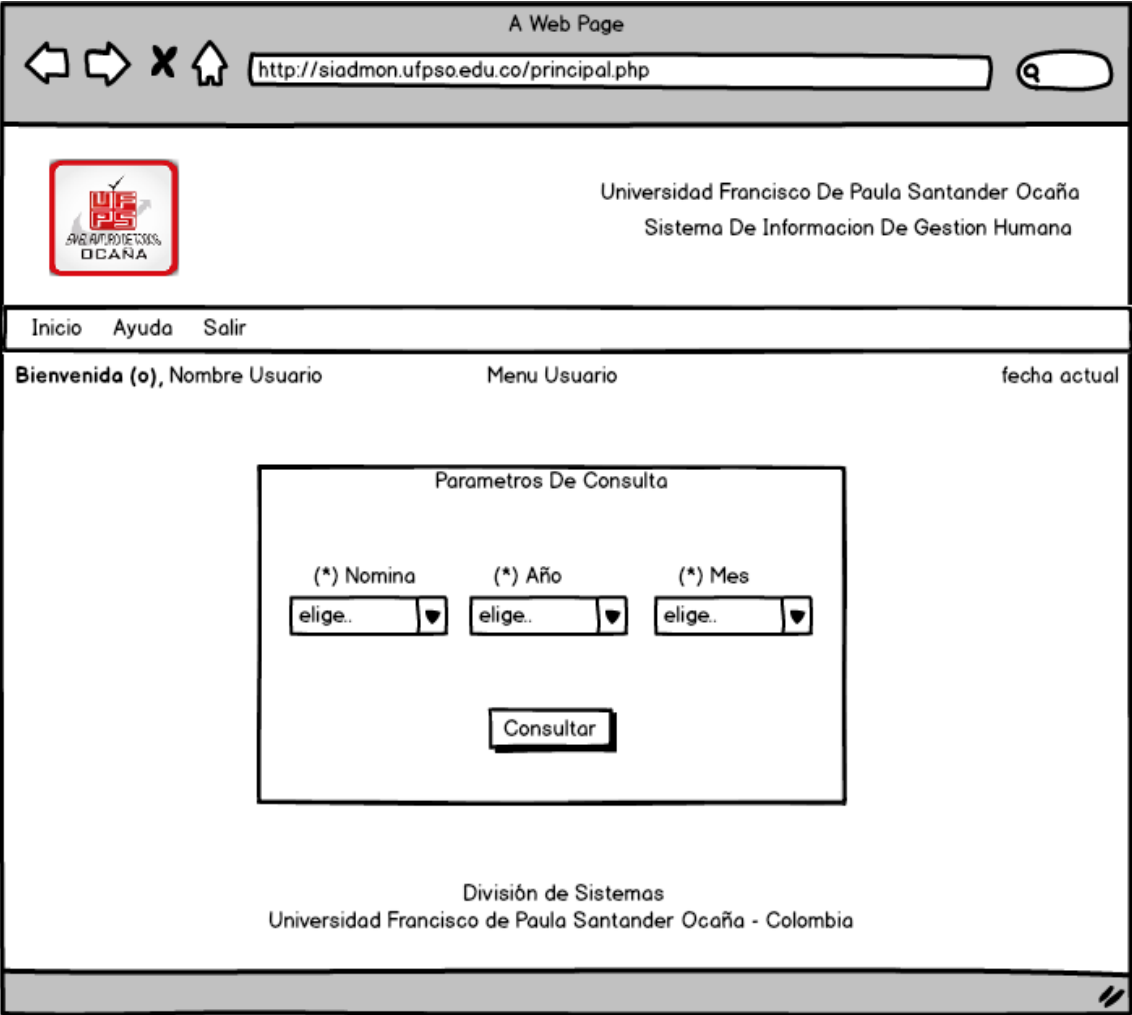 A Web Page
http://siadmon.ufpso.edu.co/principal.php
UF
PS
OCAÑA
Universidad Francisco De Paula Santander Ocaña
Sistema De Informacion De Gestion Humana
Inicio Ayuda Salir
Bienvenida (o), Nombre Usuario Menu Usuario fecha actual
Parametros De Consulta
(*) Nomina (*) Año (*) Mes
elige.. elige.. elige..
Consultar
División de Sistemas
Universidad Francisco de Paula Santander Ocaña - Colombia